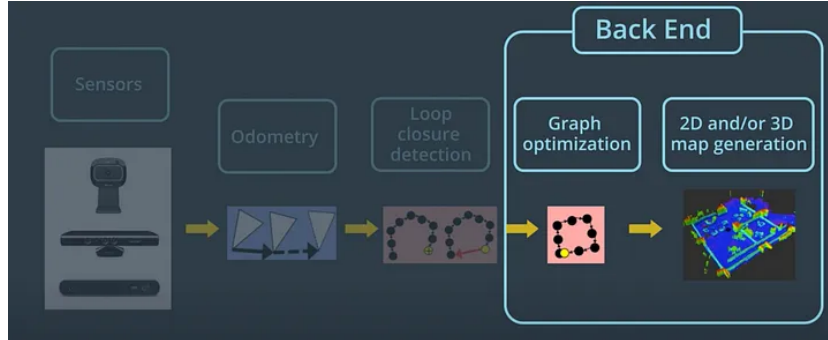 Back End
Sensors
Odometry
Loop
closure
detection
Graph
optimization
2D and/or 3D
map generation